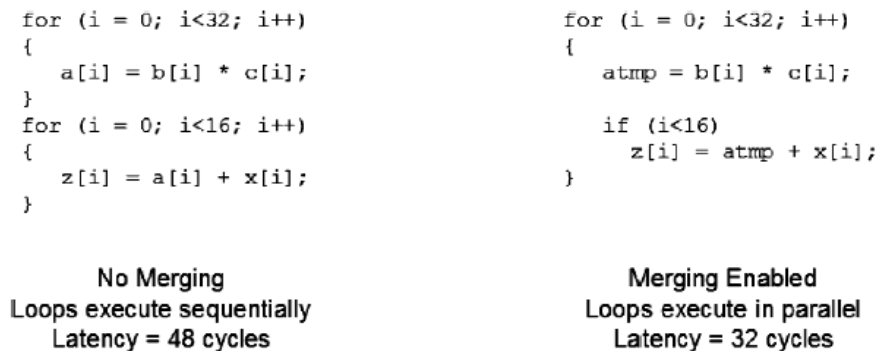 for (i = 0; i<32; i++)
{
a[i] = b[i] * c[i];
}
for (i = 0; i<16; i++)
{
z[i] = a[i] + x[i];
}
No Merging
Loops execute sequentially
Latency = 48 cycles
for (i = 0; i<32; i++)
{
atmp = b[i] * c[i];
if (i<16)
z[i] = atmp + x[i];
}
Merging Enabled
Loops execute in parallel
Latency = 32 cycles